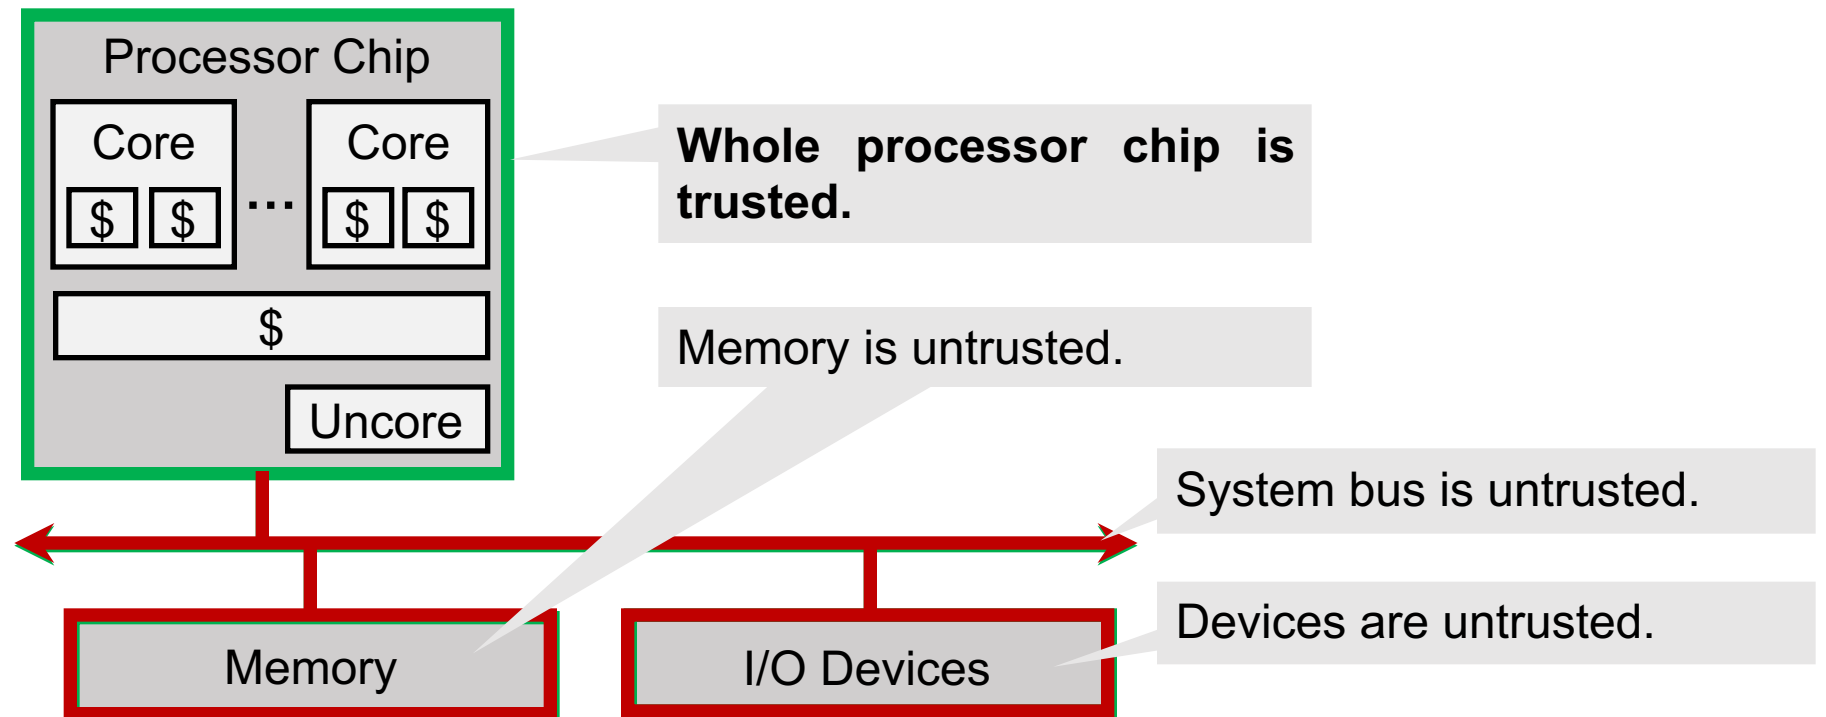 Processor Chip
Core
Core
$ $ ... $ $
$
Uncore
Whole processor chip is
trusted.
Memory is untrusted.
System bus is untrusted.
Devices are untrusted.
Memory
I/O Devices